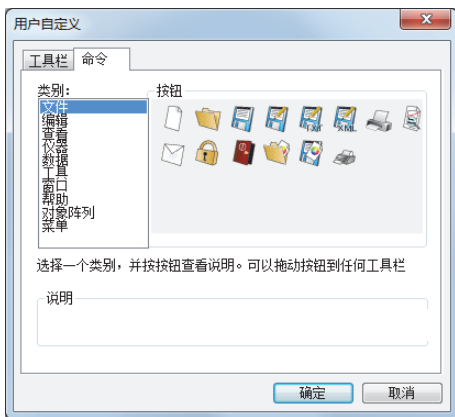 用户自定义
工具栏 命令
类别: 按钮
文件
编辑
查看
仪器
数据
工具
窗口
帮助
对象阵列
菜单
TXT XML
选择一个类别，并按按钮查看说明。可以拖动按钮到任何工具栏
说明
确定 取消